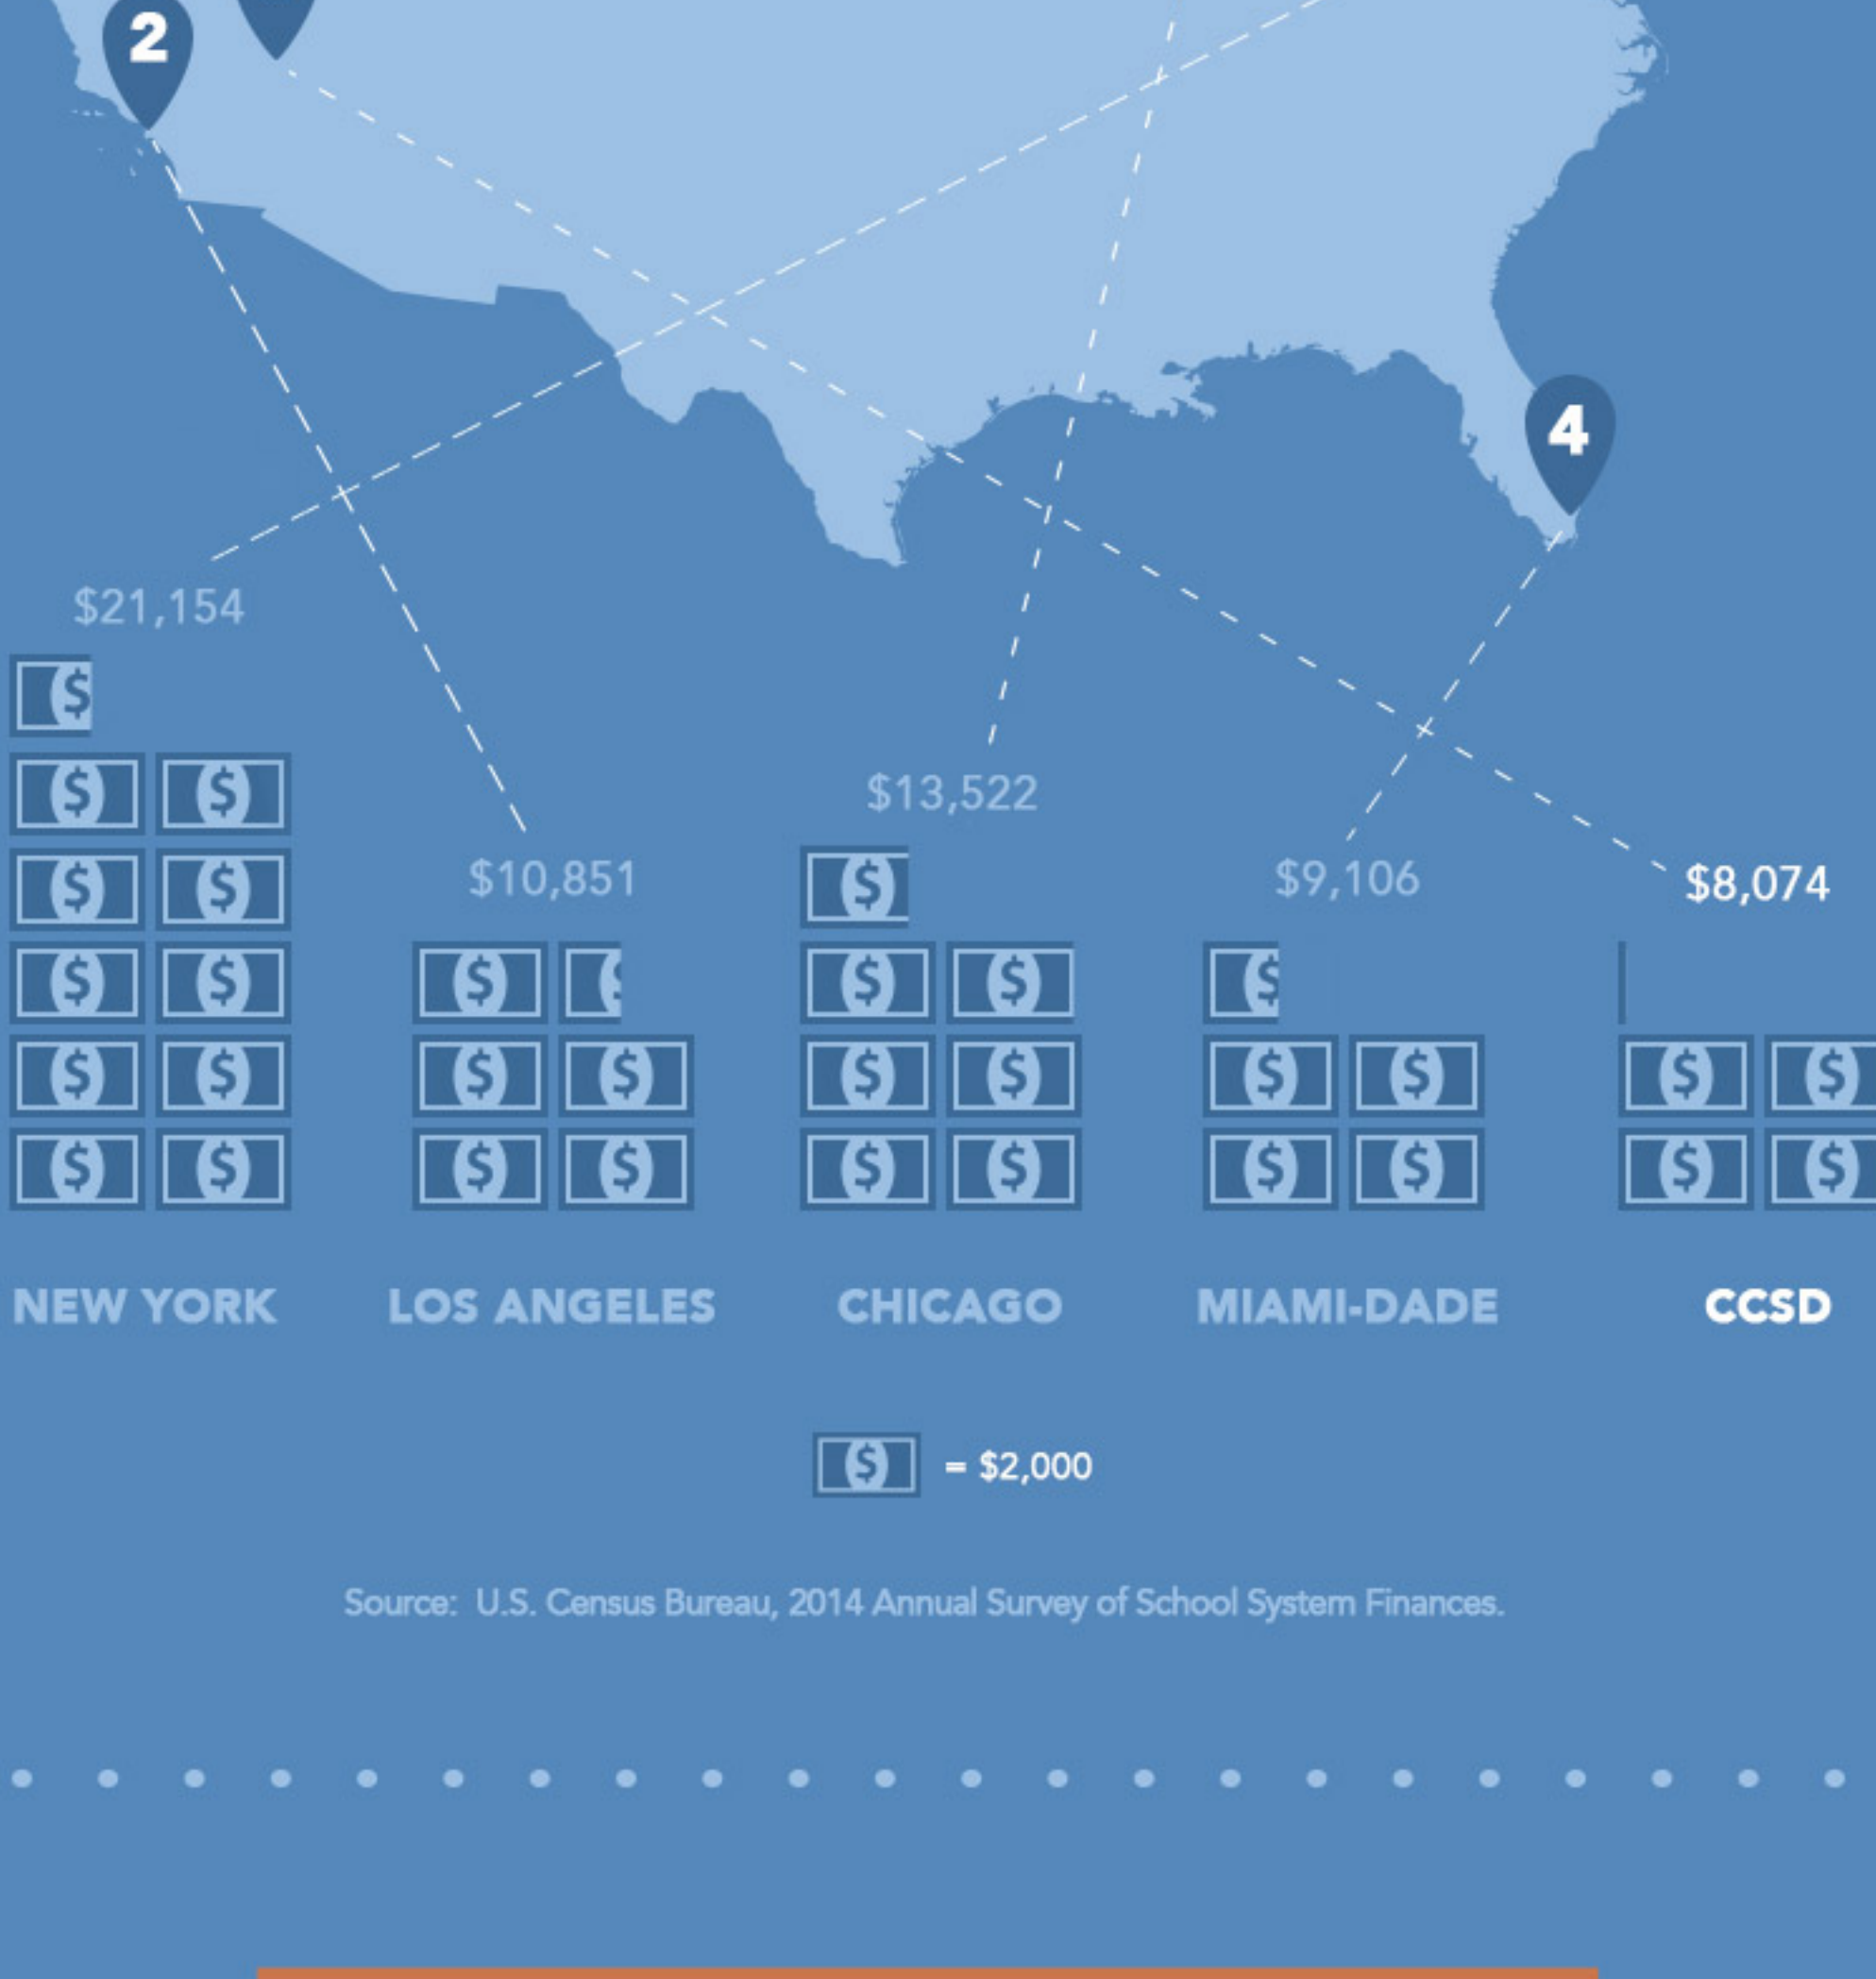 2
4
$21,154
$13,522
$10,851
$9,106
$8,074
NEW YORK
LOS ANGELES
CHICAGO
MIAMI-DADE
CCSD
= $2,000
Source: U.S. Census Bureau, 2014 Annual Survey of School System Finances.